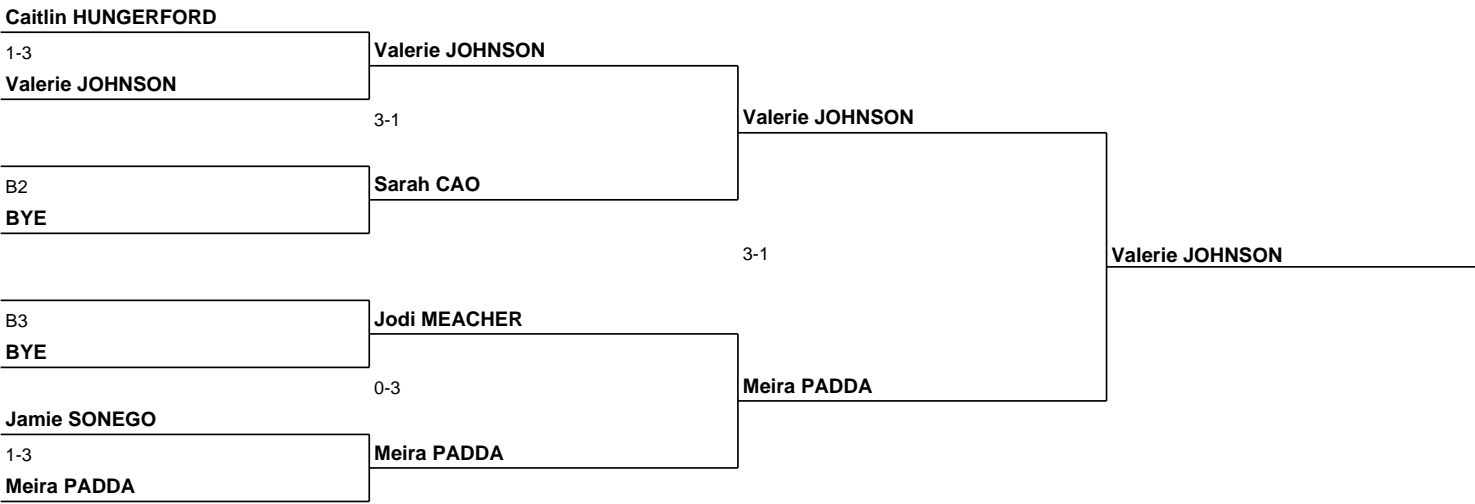 Caitlin HUNGERFORD
1-3
Valerie JOHNSON
B2
BYE
B3
BYE
Jamie SONEGO
1-3
Meira PADDA
Valerie JOHNSON
3-1
Sarah CAO
Jodi MEACHER
0-3
Meira PADDA
Valerie JOHNSON
3-1
Meira PADDA
Valerie JOHNSON